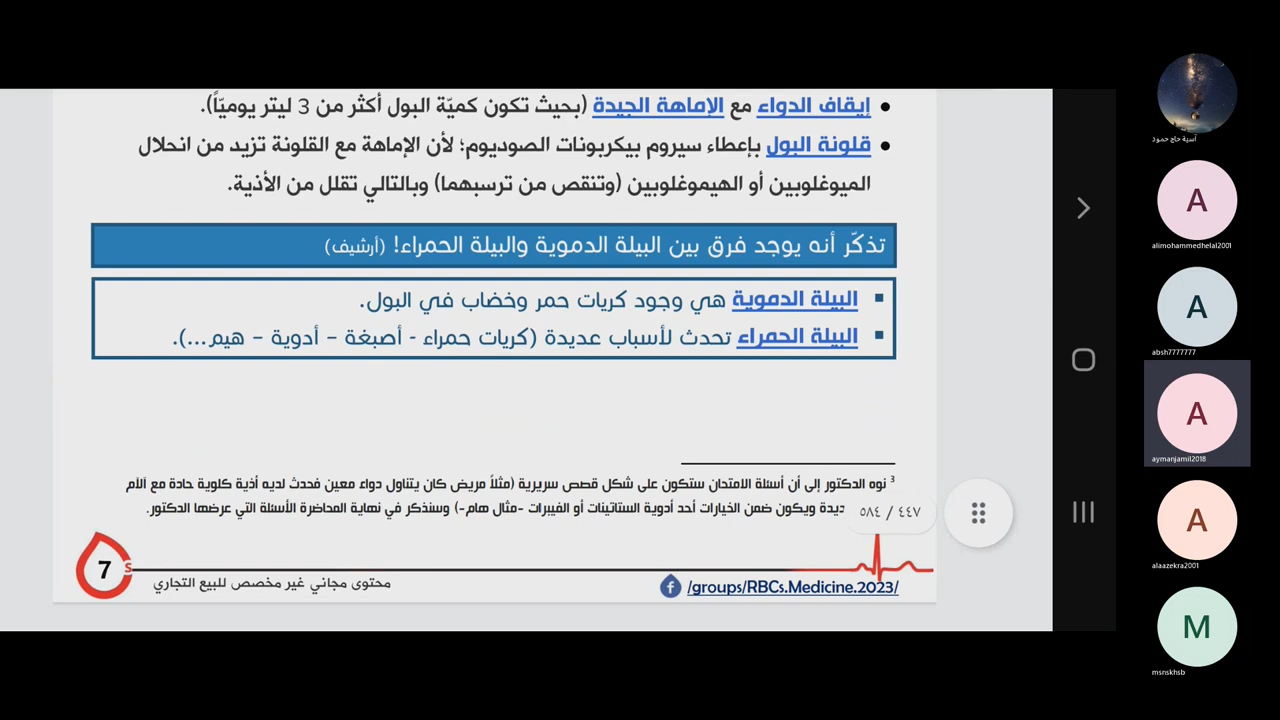 إيقاف الدواء مع الإماهة الجيدة (بحيث تكون كميّة البول أكثر من 3 ليتر يوميّاً).
قلونة البول بإعطاء سيروم بيكربونات الصوديوم؛ لأن الإماهة مع القلونة تزيد من انحلال
الميوغلوبين أو الهيموغلوبين (وتنقص من ترسبهما) وبالتالي تقلل من الأذية.
تذكّر أنه يوجد فرق بين البيلة الدموية والبيلة الحمراء! (أرشيف)
البيلة الدموية هي وجود كريات حمر وخضاب في البول.
البيلة الحمراء تحدث لأسباب عديدة (كريات حمراء - أصبغة – أدوية – هيم...).
3 نوه الدكتور إلى أن أسئلة الامتحان ستكون على شكل قصص سريرية (مثلاً مريض كان يتناول دواء معين فحدث لديه أذية كلوية حادة مع آلام
ديدة ويكون ضمن الخيارات أحد أدوية الستاتينات أو الفيبرات -مثال هام-) وسنذكر في نهاية المحاضرة الأسئلة التي عرضها الدكتور.
٤٤٧ / ٥٨٤
/groups/RBCs.Medicine.2023/
محتوى مجاني غير مخصص للبيع التجاري
7
S
آسية حاج حمود
A
alimohammedhelal2001
A
absh7777777
A
aymanjamil2018
A
alaazekra2001
M
msnskhsb